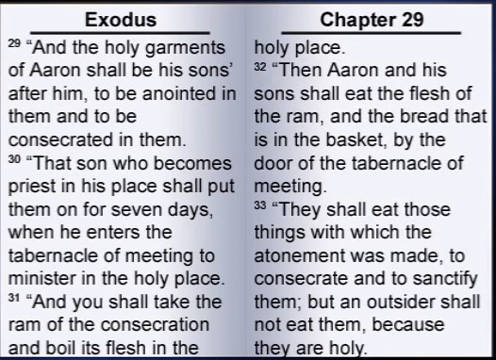 Exodus
29 “And the holy garments
of Aaron shall be his sons’
after him, to be anointed in
them and to be
consecrated in them.
30 “That son who becomes
priest in his place shall put
them on for seven days,
when he enters the
tabernacle of meeting to
minister in the holy place.
31 “And you shall take the
ram of the consecration
and boil its flesh in the
Chapter 29
holy place.
32 “Then Aaron and his
sons shall eat the flesh of
the ram, and the bread that
is in the basket, by the
door of the tabernacle of
meeting.
33 “They shall eat those
things with which the
atonement was made, to
consecrate and to sanctify
them; but an outsider shall
not eat them, because
they are holy.